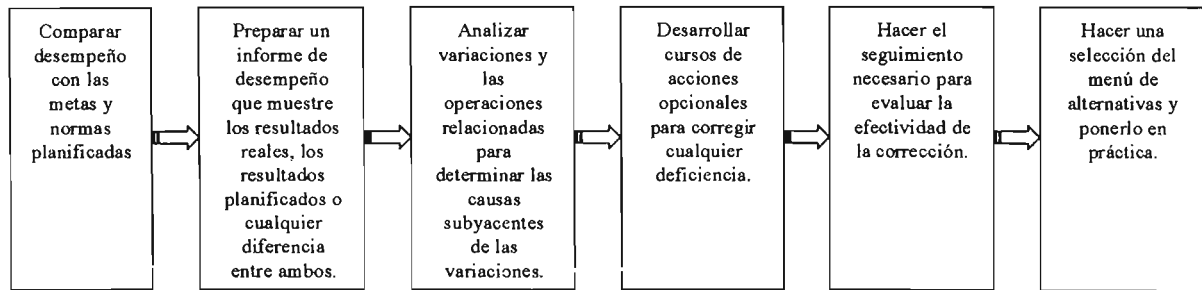 Comparar
desempeño
con las
metas y
normas
planificadas
Preparar un
informe de
desempeño
que muestre
los resultados
reales, los
resultados
planificados o
cualquier
diferencia
entre ambos.
Analizar
variaciones y
las
operaciones
relacionadas
para
determinar las
causas
subyacentes
de las
variaciones.
Desarrollar
cursos de
acciones
opcionales
para corregir
cualquier
deficiencia.
Hacer el
seguimiento
necesario para
evaluar la
efectividad de
la corrección.
Hacer una
selección del
menú de
alternativas y
ponerlo en
práctica.